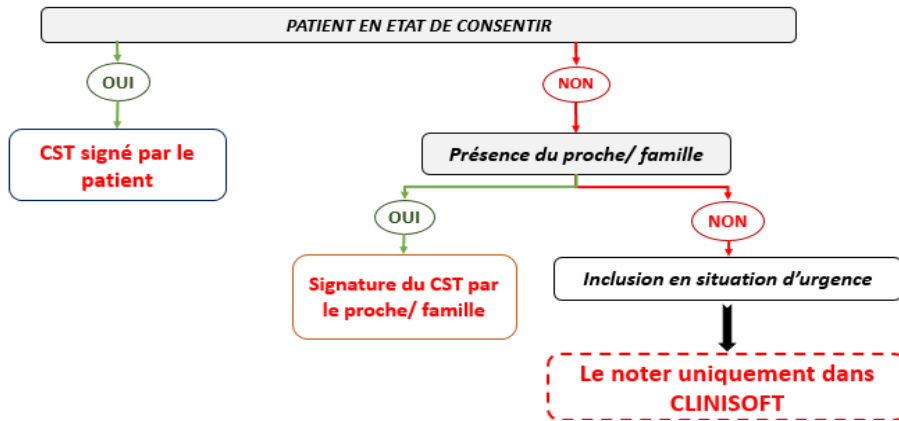 PATIENT EN ETAT DE CONSENTIR
OUI
NON
CST signé par le
patient
Présence du proche/ famille
OUI
NON
Signature du CST par
le proche/ famille
Inclusion en situation d’urgence
Le noter uniquement dans
CLINISOFT